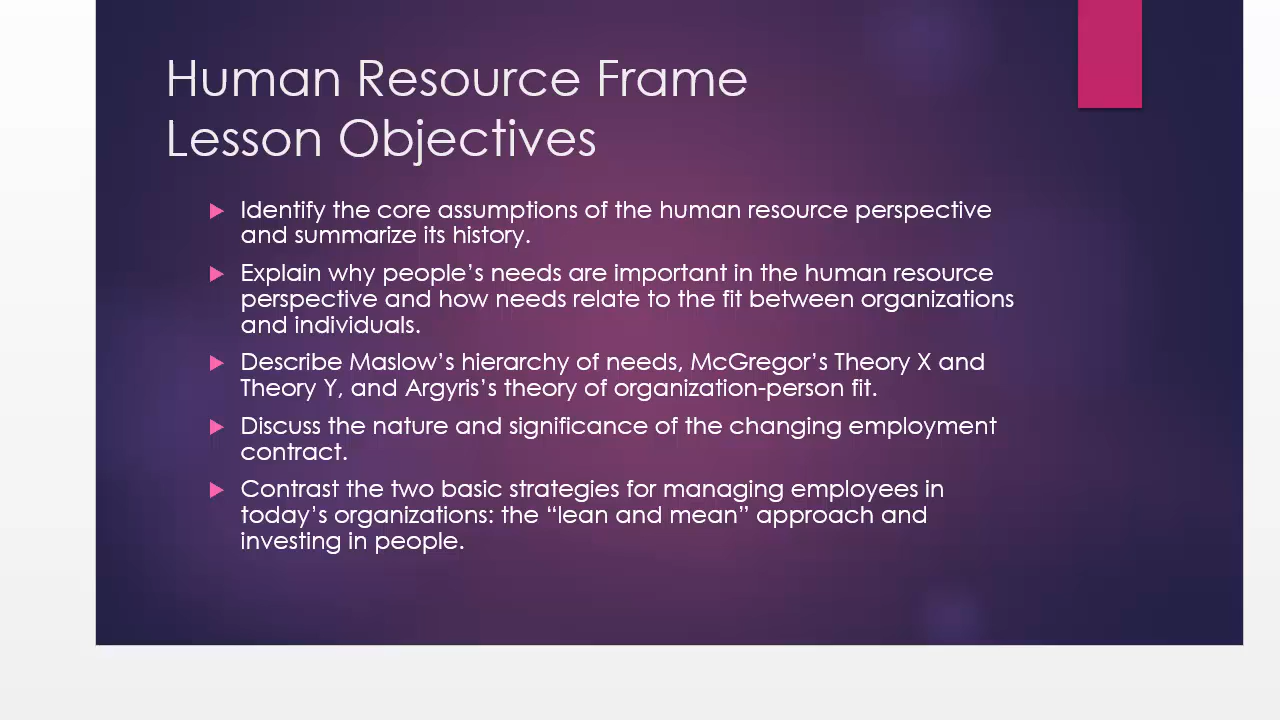 Human Resource Frame
Lesson Objectives
Identify the core assumptions of the human resource perspective
and summarize its history.
Explain why people’s needs are important in the human resource
perspective and how needs relate to the fit between organizations
and individuals.
Describe Maslow’s hierarchy of needs, McGregor’s Theory X and
Theory Y, and Argyris’s theory of organization-person fit.
Discuss the nature and significance of the changing employment
contract.
Contrast the two basic strategies for managing employees in
today’s organizations: the “lean and mean” approach and
investing in people.